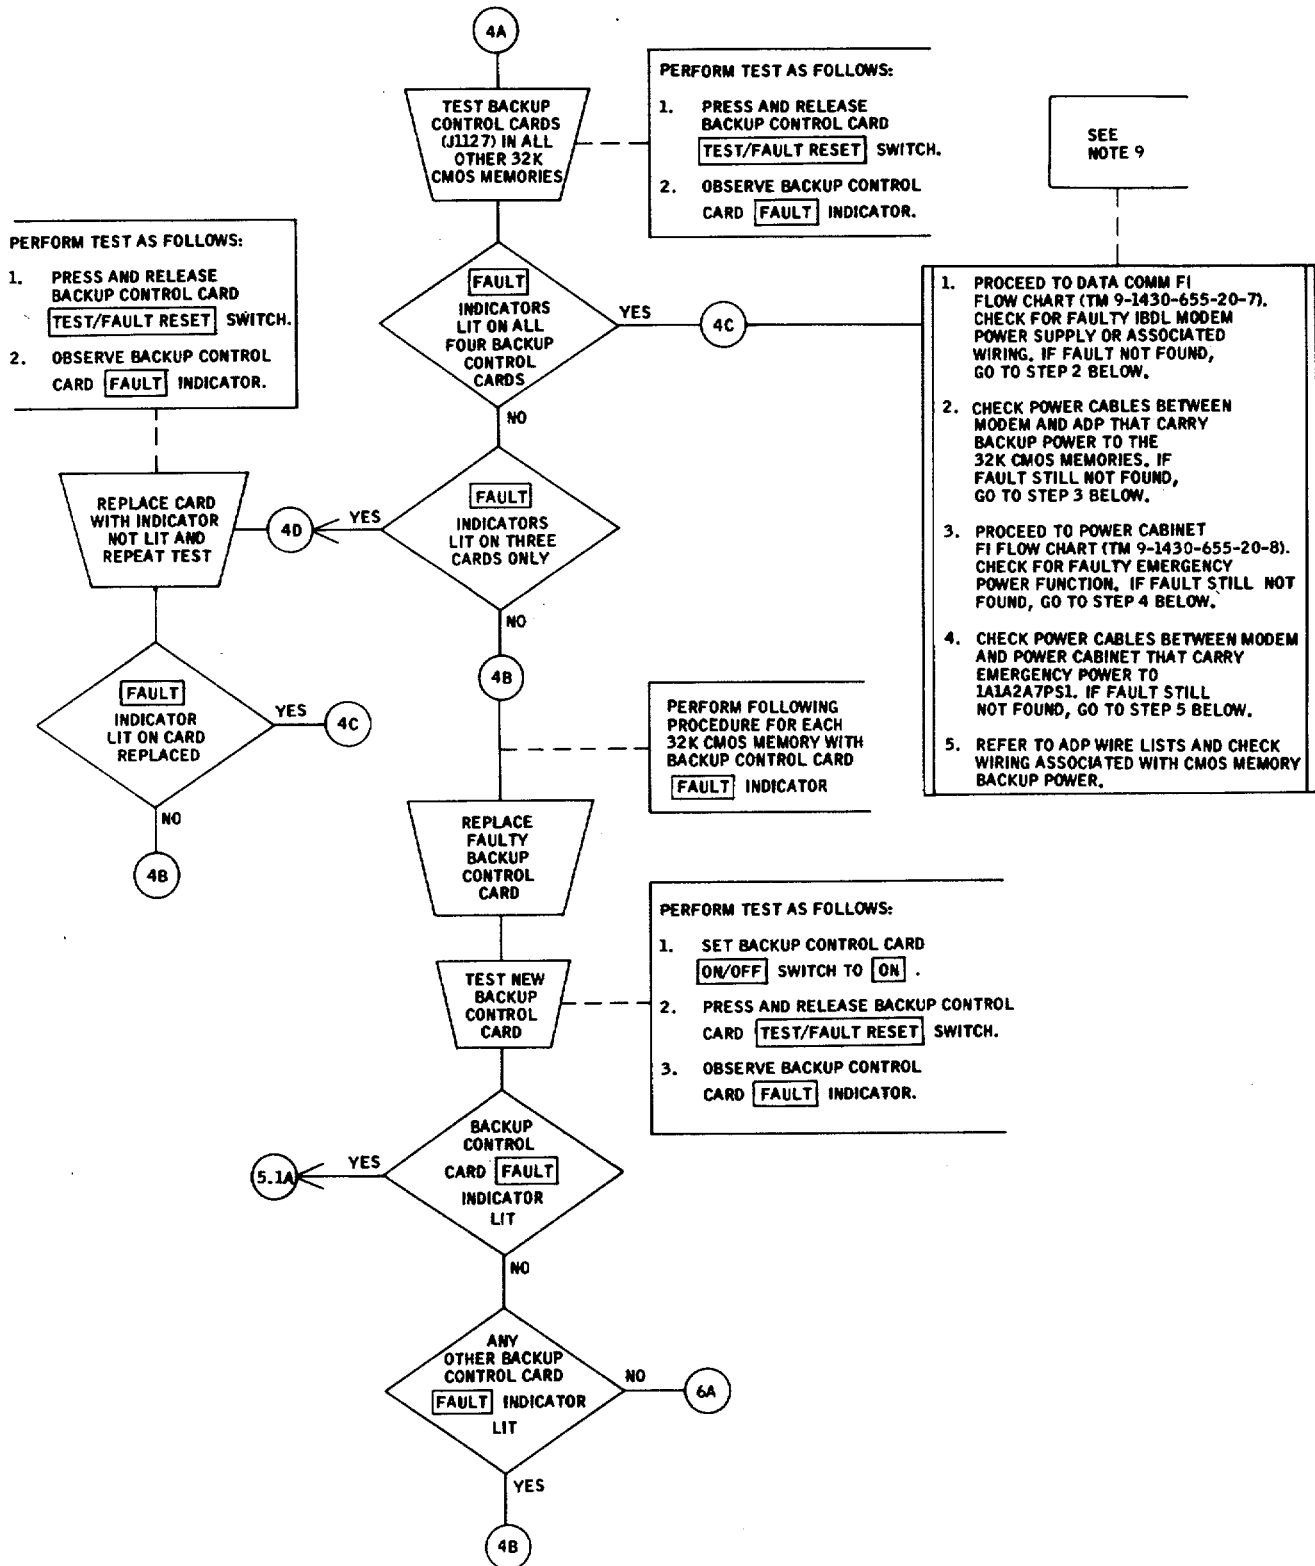 4A
TEST BACKUP
CONTROL CARDS
(J1127) IN ALL
OTHER 32K
CMOS MEMORIES
PERFORM TEST AS FOLLOWS:
1. PRESS AND RELEASE
BACKUP CONTROL CARD
TEST/FAULT RESET SWITCH.
2. OBSERVE BACKUP CONTROL
CARD FAULT INDICATOR.
SEE
NOTE 9
PERFORM TEST AS FOLLOWS:
1. PRESS AND RELEASE
BACKUP CONTROL CARD
TEST/FAULT RESET SWITCH.
2. OBSERVE BACKUP CONTROL
CARD FAULT INDICATOR.
FAULT
INDICATORS
LIT ON ALL
FOUR BACKUP
CONTROL
CARDS
YES
4C
NO
1. PROCEED TO DATA COMM FI
FLOW CHART (TM 9-1430-655-20-7).
CHECK FOR FAULTY IBDL MODEM
POWER SUPPLY OR ASSOCIATED
WIRING. IF FAULT NOT FOUND,
GO TO STEP 2 BELOW.
2. CHECK POWER CABLES BETWEEN
MODEM AND ADP THAT CARRY
BACKUP POWER TO THE
32K CMOS MEMORIES. IF
FAULT STILL NOT FOUND,
GO TO STEP 3 BELOW.
3. PROCEED TO POWER CABINET
FI FLOW CHART (TM 9-1430-655-20-8).
CHECK FOR FAULTY EMERGENCY
POWER FUNCTION. IF FAULT STILL NOT
FOUND, GO TO STEP 4 BELOW.
4. CHECK POWER CABLES BETWEEN MODEM
AND POWER CABINET THAT CARRY
EMERGENCY POWER TO
1A1A2A7PS1. IF FAULT STILL
NOT FOUND, GO TO STEP 5 BELOW.
5. REFER TO ADP WIRE LISTS AND CHECK
WIRING ASSOCIATED WITH CMOS MEMORY
BACKUP POWER.
FAULT
INDICATORS
LIT ON THREE
CARDS ONLY
YES
4D
REPLACE CARD
WITH INDICATOR
NOT LIT AND
REPEAT TEST
NO
4B
FAULT
INDICATOR
LIT ON CARD
REPLACED
YES
4C
NO
4B
PERFORM FOLLOWING
PROCEDURE FOR EACH
32K CMOS MEMORY WITH
BACKUP CONTROL CARD
FAULT INDICATOR
REPLACE
FAULTY
BACKUP
CONTROL
CARD
TEST NEW
BACKUP
CONTROL
CARD
PERFORM TEST AS FOLLOWS:
1. SET BACKUP CONTROL CARD
ON/OFF SWITCH TO ON .
2. PRESS AND RELEASE BACKUP CONTROL
CARD TEST/FAULT RESET SWITCH.
3. OBSERVE BACKUP CONTROL
CARD FAULT INDICATOR.
BACKUP
CONTROL
CARD FAULT
INDICATOR
LIT
YES
5.1A
NO
ANY
OTHER BACKUP
CONTROL CARD
FAULT INDICATOR
LIT
NO
6A
YES
4B